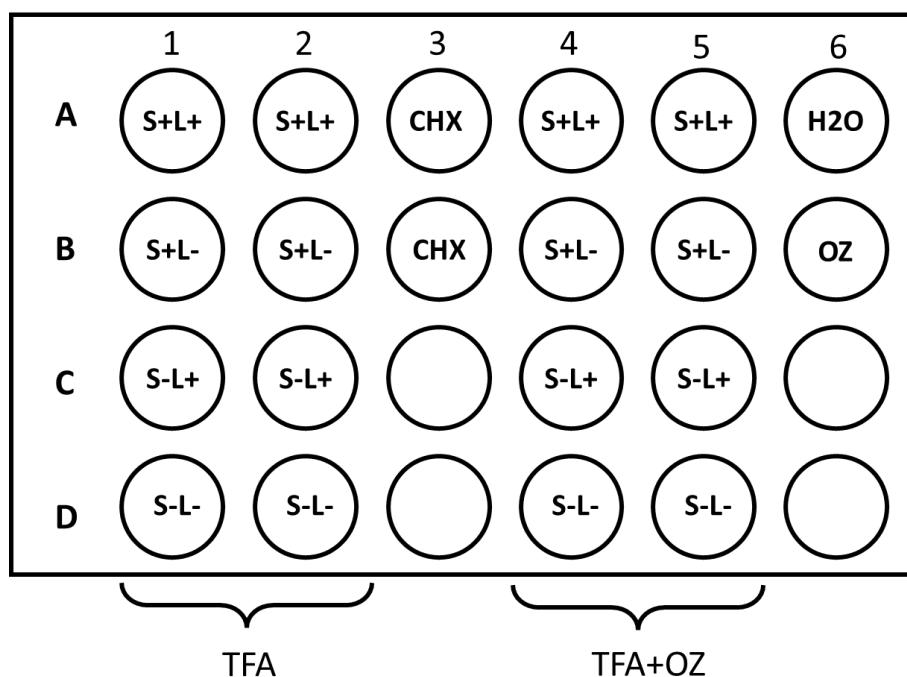 1 2 3 4 5 6
A S+L+ S+L+ CHX S+L+ S+L+ H2O
B S+L- S+L- CHX S+L- S+L- OZ
C S-L+ S-L+ S-L+ S-L+
D S-L- S-L- S-L- S-L-
TFA TFA+OZ